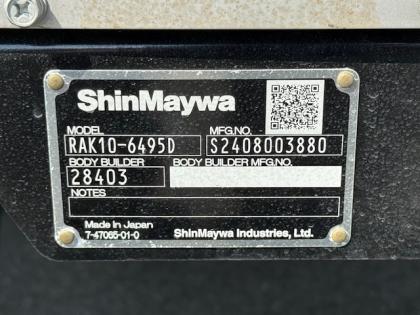 ShinMaywa
MODEL MFG.NO.
RAK10-6495D S2408003880
BODY BUILDER BODY BUILDER MFG.NO.
28403
NOTES
Made in Japan
7-47065-01-0 ShinMaywa Industries, Ltd.